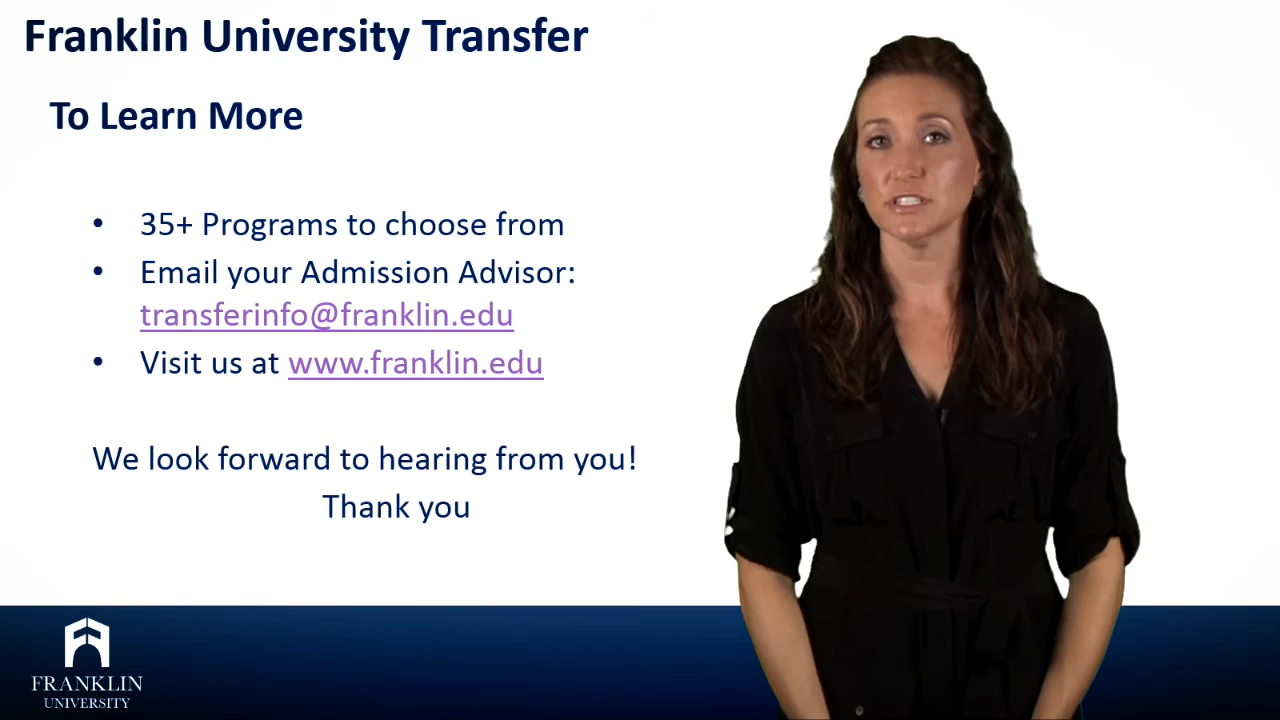 Franklin University Transfer
To Learn More
• 35+ Programs to choose from
• Email your Admission Advisor:
transferinfo@franklin.edu
• Visit us at www.franklin.edu
We look forward to hearing from you!
Thank you
FRANKLIN
UNIVERSITY